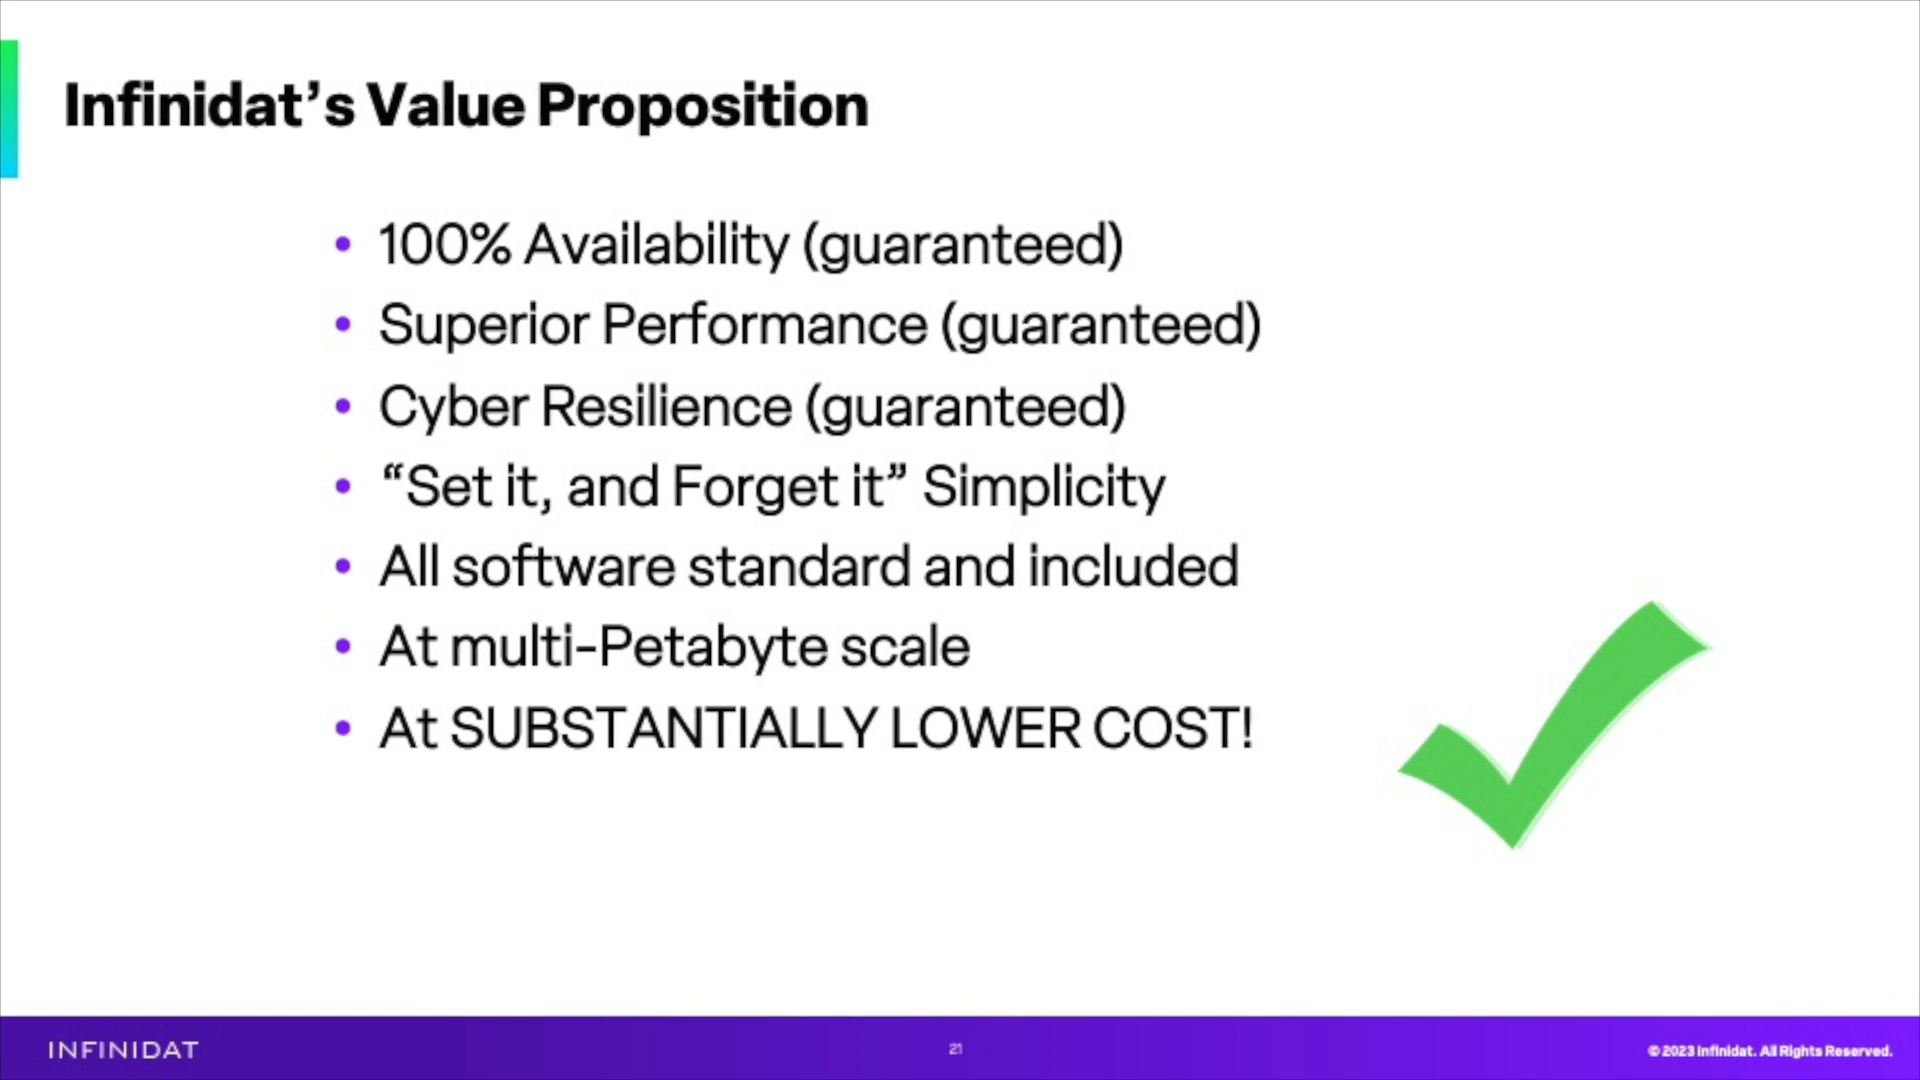 Infinidat’s Value Proposition
• 100% Availability (guaranteed)
• Superior Performance (guaranteed)
• Cyber Resilience (guaranteed)
• “Set it, and Forget it” Simplicity
• All software standard and included
• At multi-Petabyte scale
• At SUBSTANTIALLY LOWER COST!
INFINIDAT
21
© 2023 Infinidat. All Rights Reserved.